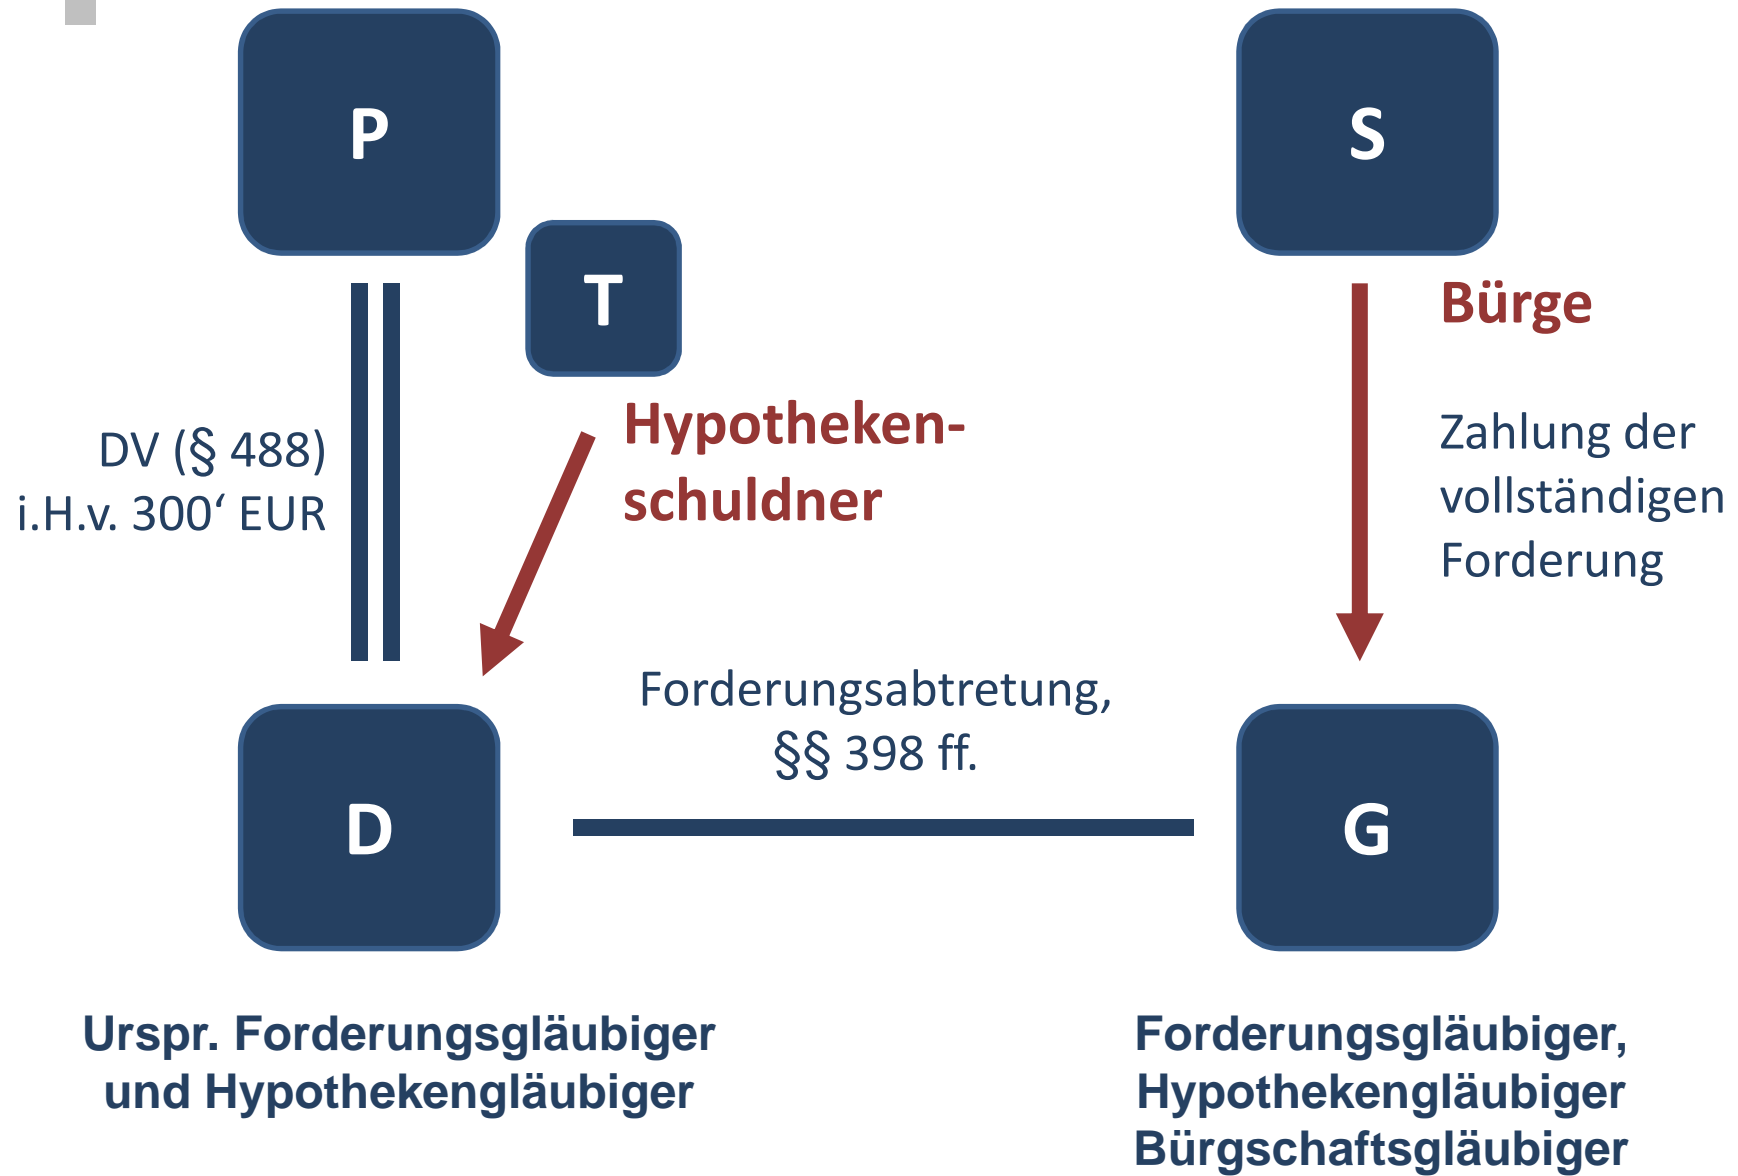 P
S
T
Bürge
Hypotheken-
schuldner
DV (§ 488)
i.H.v. 300‘ EUR
Zahlung der
vollständigen
Forderung
Forderungsabtretung,
§§ 398 ff.
D
G
Urspr. Forderungsgläubiger
und Hypothekengläubiger
Forderungsgläubiger,
Hypothekengläubiger
Bürgschaftsgläubiger